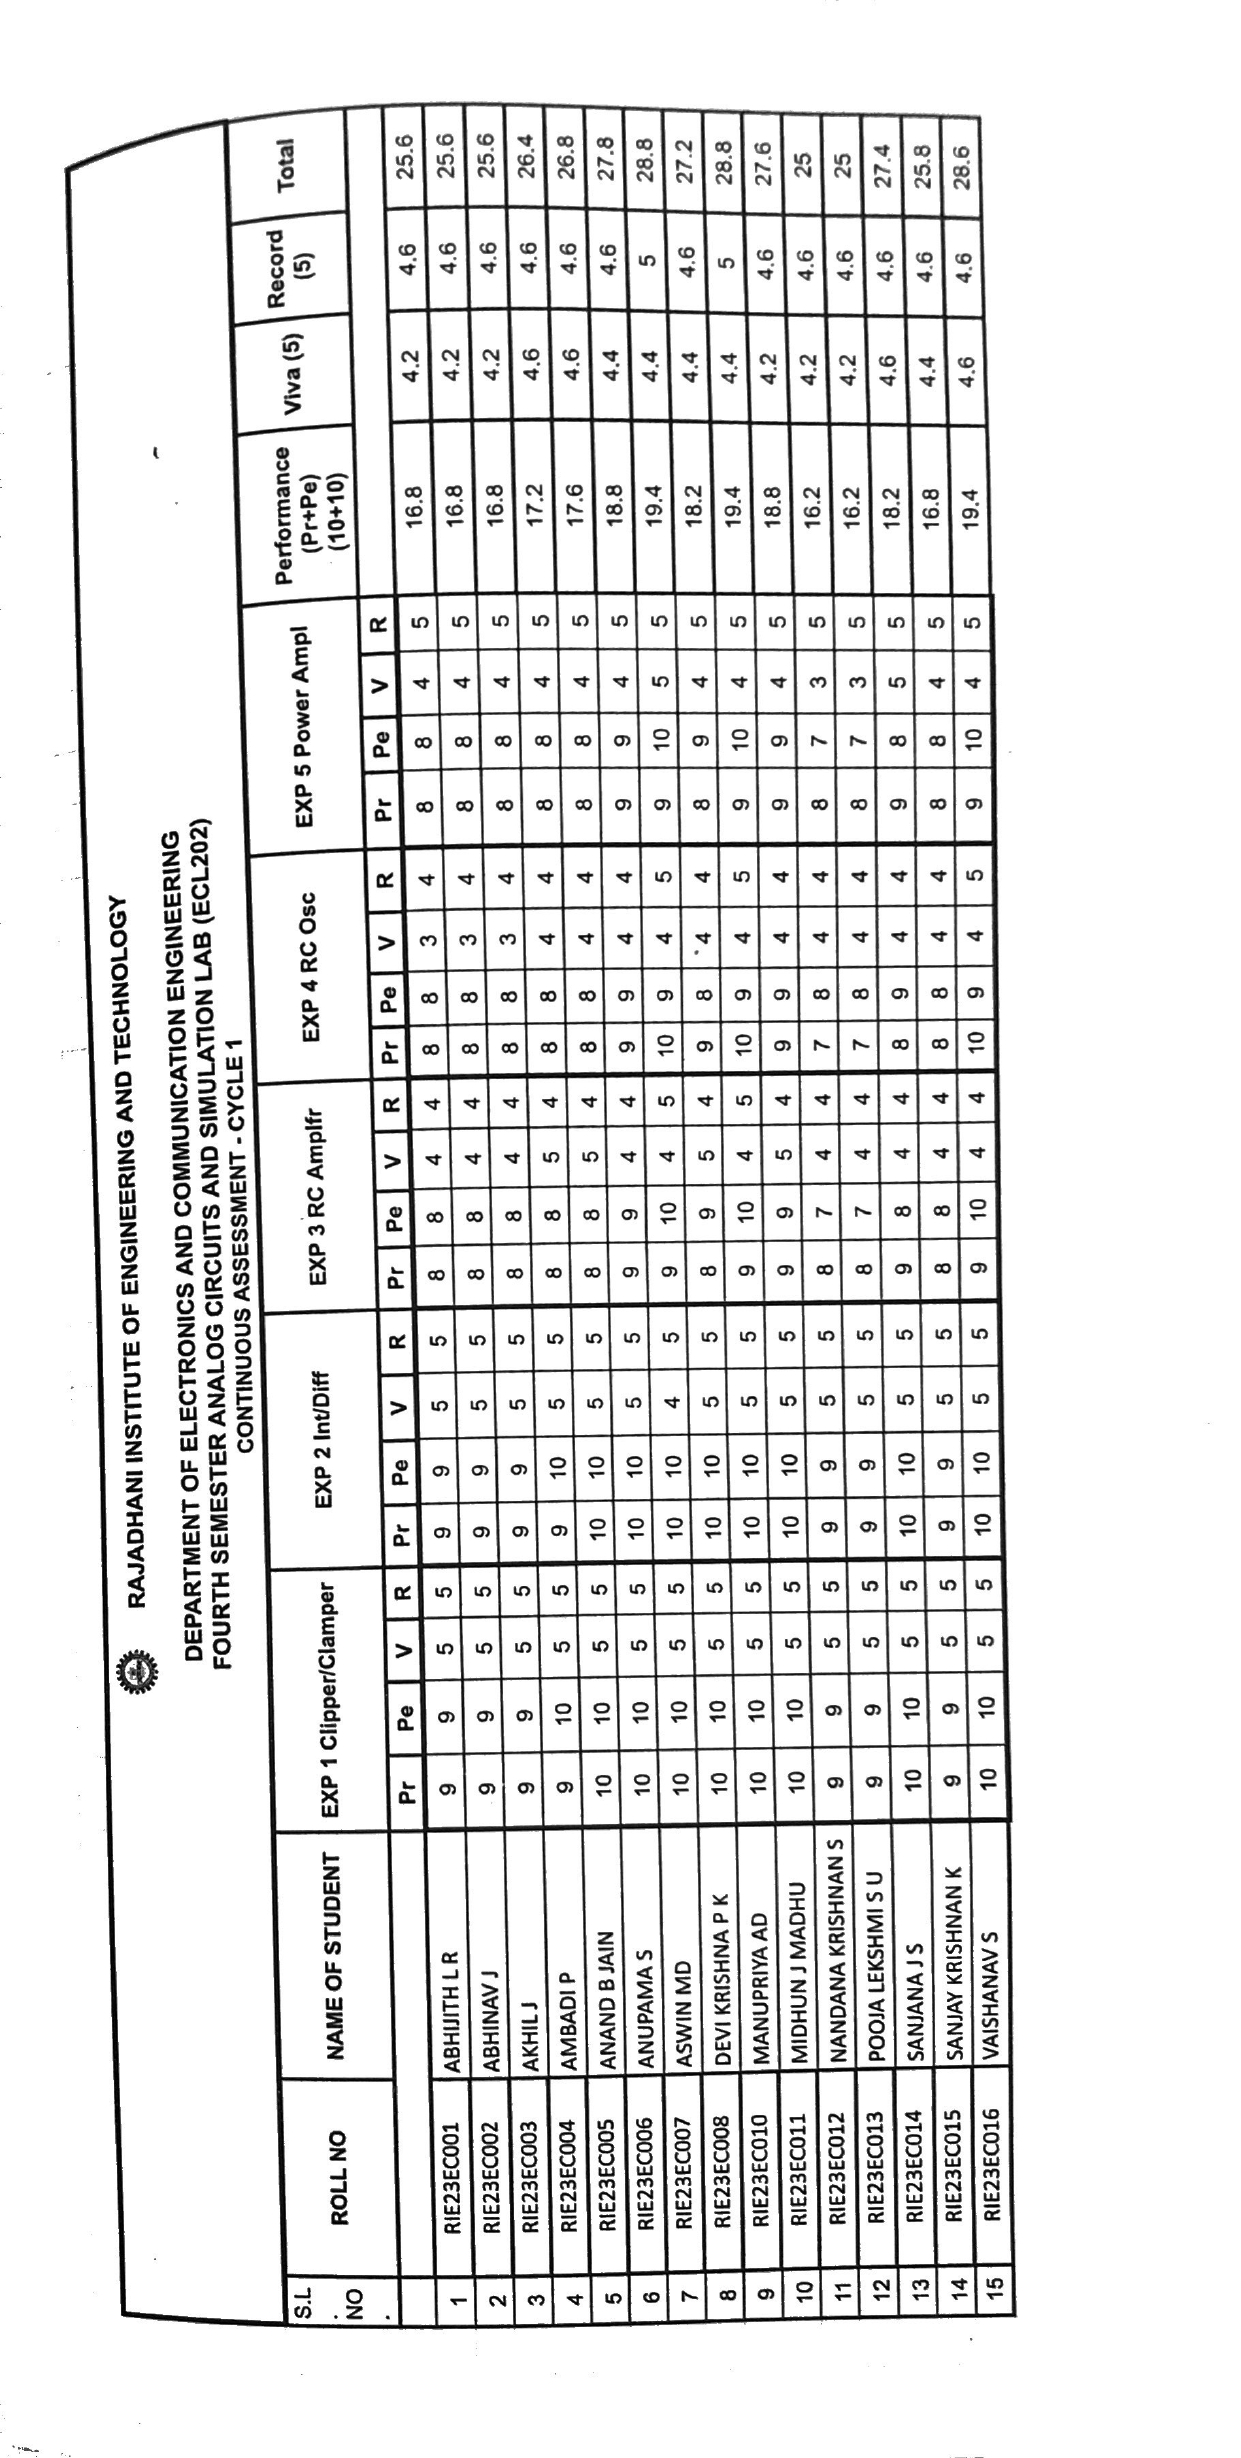 RAJADHANI INSTITUTE OF ENGINEERING AND TECHNOLOGY
DEPARTMENT OF ELECTRONICS AND COMMUNICATION ENGINEERING
FOURTH SEMESTER ANALOG CIRCUITS AND SIMULATION LAB (ECL202)
CONTINUOUS ASSESSMENT - CYCLE 1
S.L. NO. ROLL NO NAME OF STUDENT EXP 1 Clipper/Clamper EXP 2 Int/Diff EXP 3 RC Amplfr EXP 4 RC Osc EXP 5 Power Ampl Performance (Pr+Pe) (10+10) Viva (5) Record (5) Total
Pr Pe V R Pr Pe V R Pr Pe V R Pr Pe V R Pr Pe V R
1 RIE23EC001 ABHIJITH L R 9 9 5 5 9 9 5 5 8 8 4 4 8 8 3 4 8 8 4 5 16.8 4.2 4.6 25.6
2 RIE23EC002 ABHINAV J 9 9 5 5 9 9 5 5 8 8 4 4 8 8 3 4 8 8 4 5 16.8 4.2 4.6 25.6
3 RIE23EC003 AKHIL J 9 9 5 5 9 9 5 5 8 8 4 4 8 8 3 4 8 8 4 5 16.8 4.2 4.6 25.6
4 RIE23EC004 AMBADI P 9 10 5 5 9 10 5 5 8 8 5 4 8 8 4 4 8 8 4 5 17.2 4.6 4.6 26.4
5 RIE23EC005 ANAND B JAIN 10 10 5 5 10 10 5 5 8 8 5 4 8 8 4 4 8 8 4 5 17.6 4.6 4.6 26.8
6 RIE23EC006 ANUPAMA S 10 10 5 5 10 10 5 5 9 9 4 4 9 9 4 4 9 9 4 5 18.8 4.4 4.6 27.8
7 RIE23EC007 ASWIN MD 10 10 5 5 10 10 4 5 9 10 4 5 10 9 4 5 9 10 5 5 19.4 4.4 5 28.8
8 RIE23EC008 DEVI KRISHNA P K 10 10 5 5 10 10 5 5 8 9 5 4 9 8 4 4 8 9 4 5 18.2 4.4 4.6 27.2
9 RIE23EC010 MANUPRIYA AD 10 10 5 5 10 10 5 5 9 10 4 5 10 9 4 5 9 10 4 5 19.4 4.4 5 28.8
10 RIE23EC011 MIDHUN J MADHU 10 10 5 5 10 10 5 5 9 9 5 4 9 9 4 4 9 9 4 5 18.8 4.2 4.6 27.6
11 RIE23EC012 NANDANA KRISHNAN S 9 9 5 5 9 9 5 5 8 7 4 4 7 8 4 4 8 7 3 5 16.2 4.2 4.6 25
12 RIE23EC013 POOJA LEKSHMI S U 9 9 5 5 9 9 5 5 8 7 4 4 7 8 4 4 8 7 3 5 16.2 4.2 4.6 25
13 RIE23EC014 SANJANA J S 10 10 5 5 10 10 5 5 9 8 4 4 8 9 4 4 9 8 5 5 18.2 4.6 4.6 27.4
14 RIE23EC015 SANJAY KRISHNAN K 9 9 5 5 9 9 5 5 8 8 4 4 8 8 4 4 8 8 4 5 16.8 4.4 4.6 25.8
15 RIE23EC016 VAISHANAV S 10 10 5 5 10 10 5 5 9 10 4 4 10 9 4 5 9 10 4 5 19.4 4.6 4.6 28.6